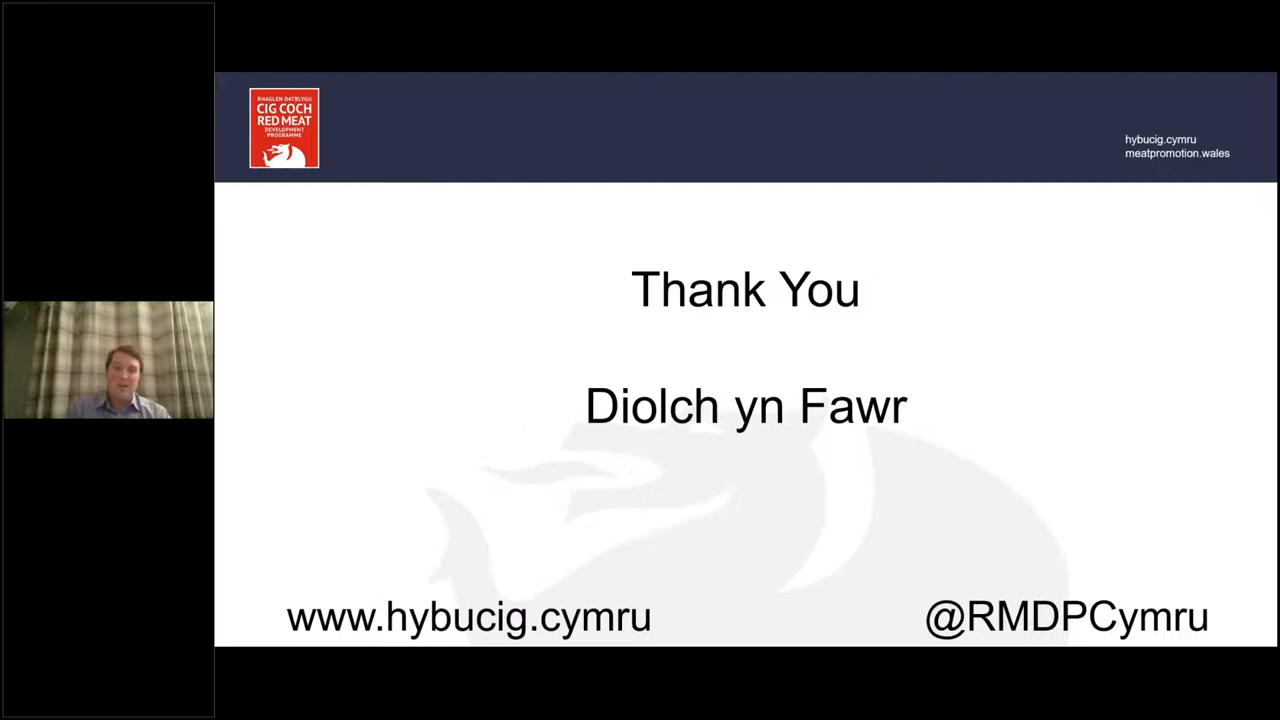 RHAGLEN DATBLYGU
CIG COCH
RED MEAT
DEVELOPMENT
PROGRAMME
hybucig.cymru
meatpromotion.wales
Thank You
Diolch yn Fawr
www.hybucig.cymru
@RMDPCymru